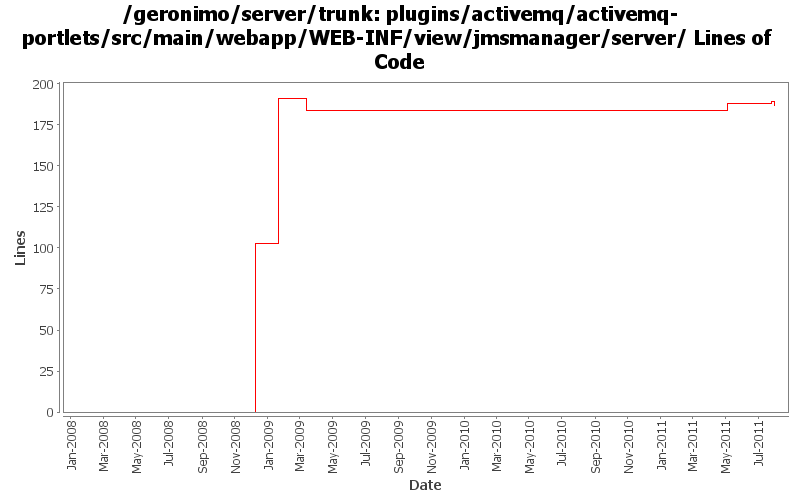 /geronimo/server/trunk: plugins/activemq/activemq-
portlets/src/main/webapp/WEB-INF/view/jmsmanager/server/ Lines of
Code
200
175
150
125
100
75
50
25
0
Lines
Jan-2008
Mar-2008
May-2008
Jul-2008
Sep-2008
Nov-2008
Jan-2009
Mar-2009
May-2009
Jul-2009
Sep-2009
Nov-2009
Jan-2010
Mar-2010
May-2010
Jul-2010
Sep-2010
Nov-2010
Jan-2011
Mar-2011
May-2011
Jul-2011
Date